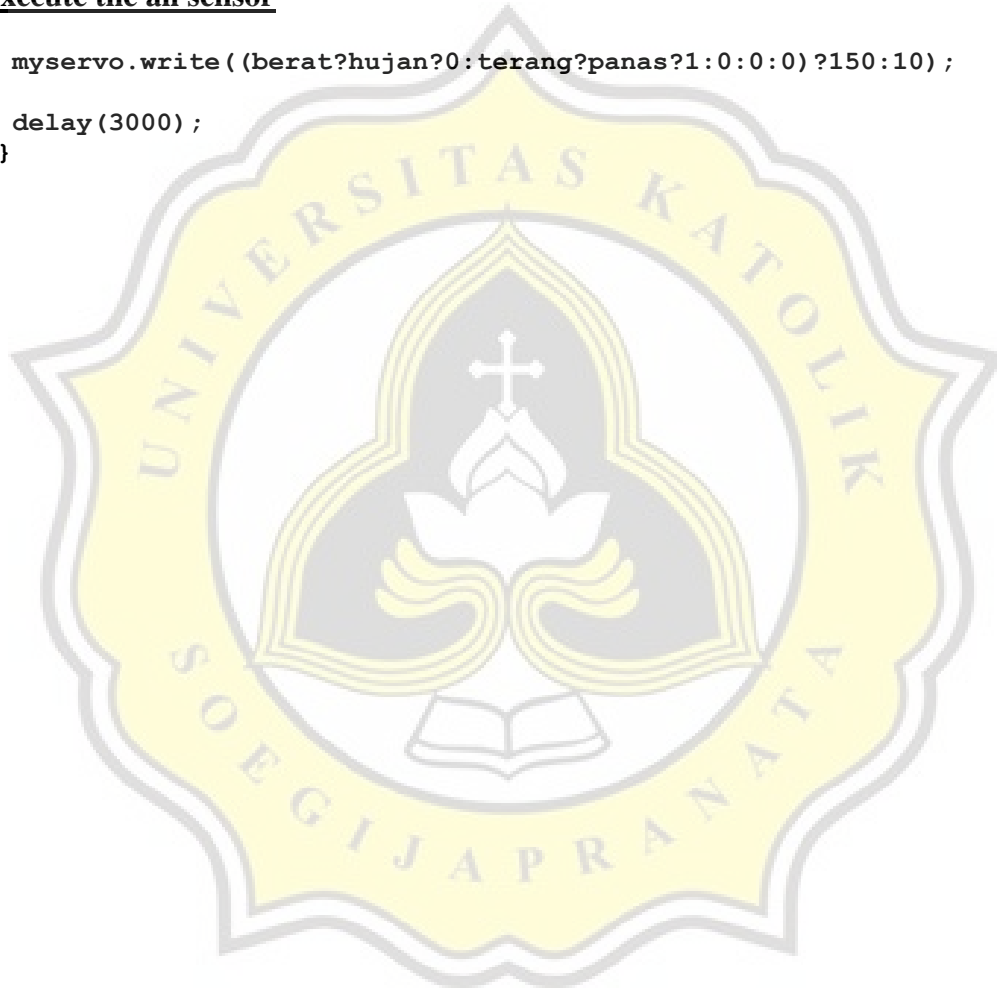 xecute the all sensor
myservo.write((berat?hujan?0:terang?panas?1:0:0:0)?150:10);
delay(3000);
}
UNIVERSITAS KATOLIK
SOEGIJAPRANATA